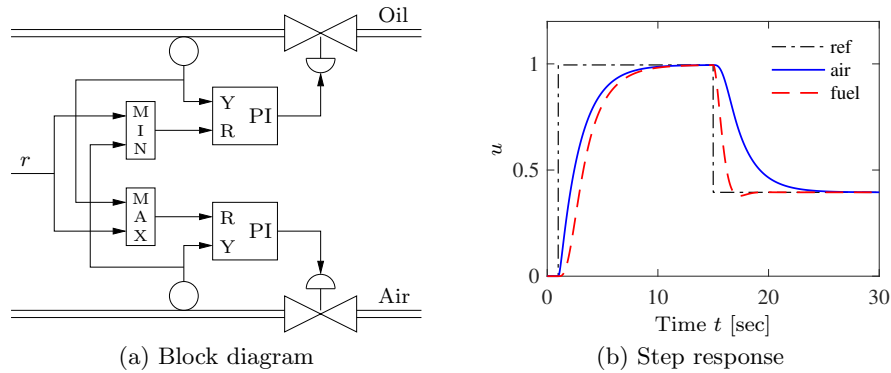 Oil
Y
R
PI
M
I
N
r
M
A
X
R
Y
PI
Air
(a) Block diagram
1
0.5
0
u
ref
air
fuel
0
10
20
30
Time t [sec]
(b) Step response